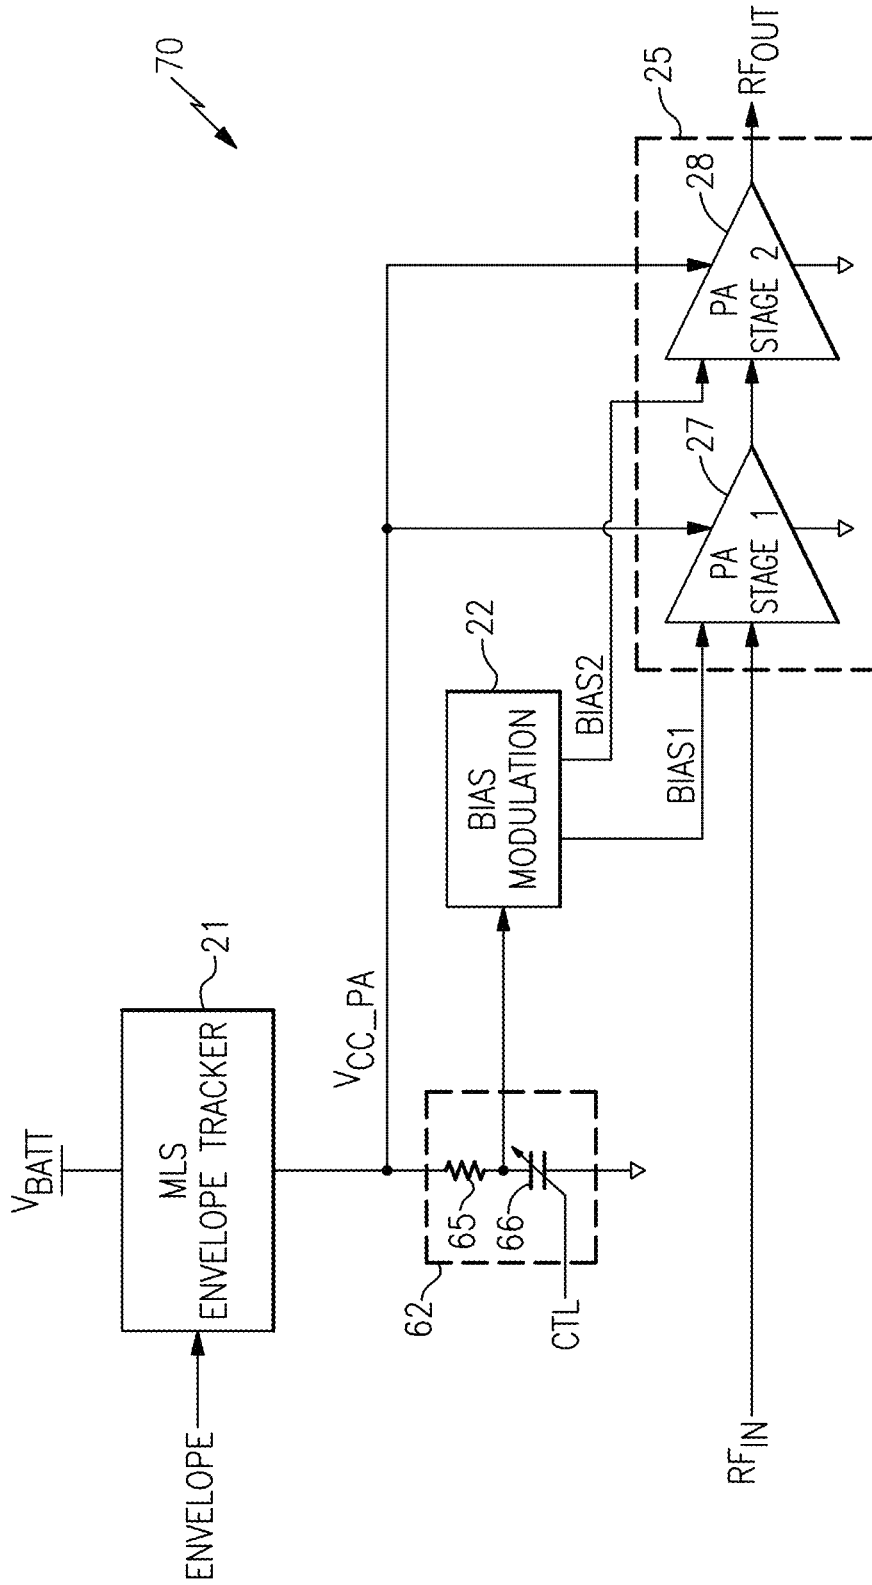 70
V_BATT
MLS
ENVELOPE TRACKER
21
ENVELOPE
V_CC_PA
62
65
66
CTL
BIAS
MODULATION
22
BIAS2
BIAS1
25
PA
STAGE 1
27
PA
STAGE 2
28
RF_IN
RF_OUT